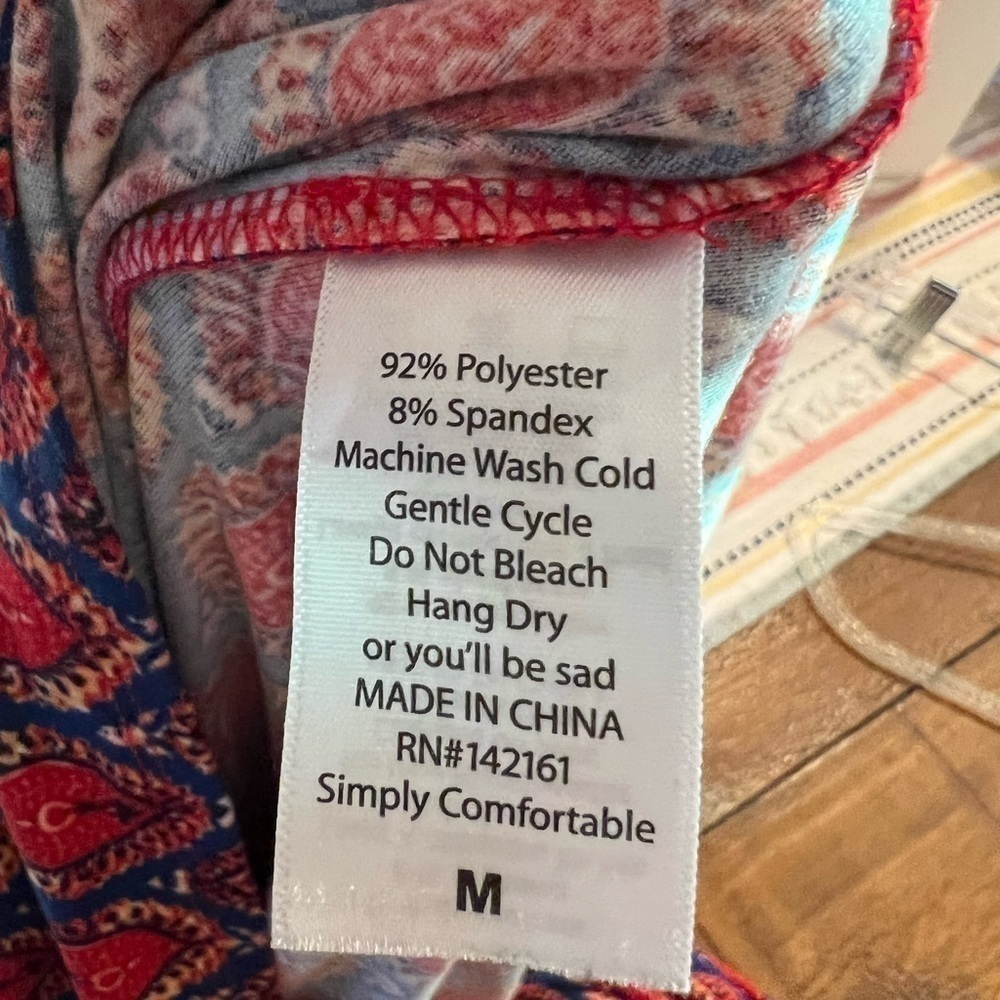 92% Polyester
8% Spandex
Machine Wash Cold
Gentle Cycle
Do Not Bleach
Hang Dry
or you'll be sad
MADE IN CHINA
RN#142161
Simply Comfortable
M